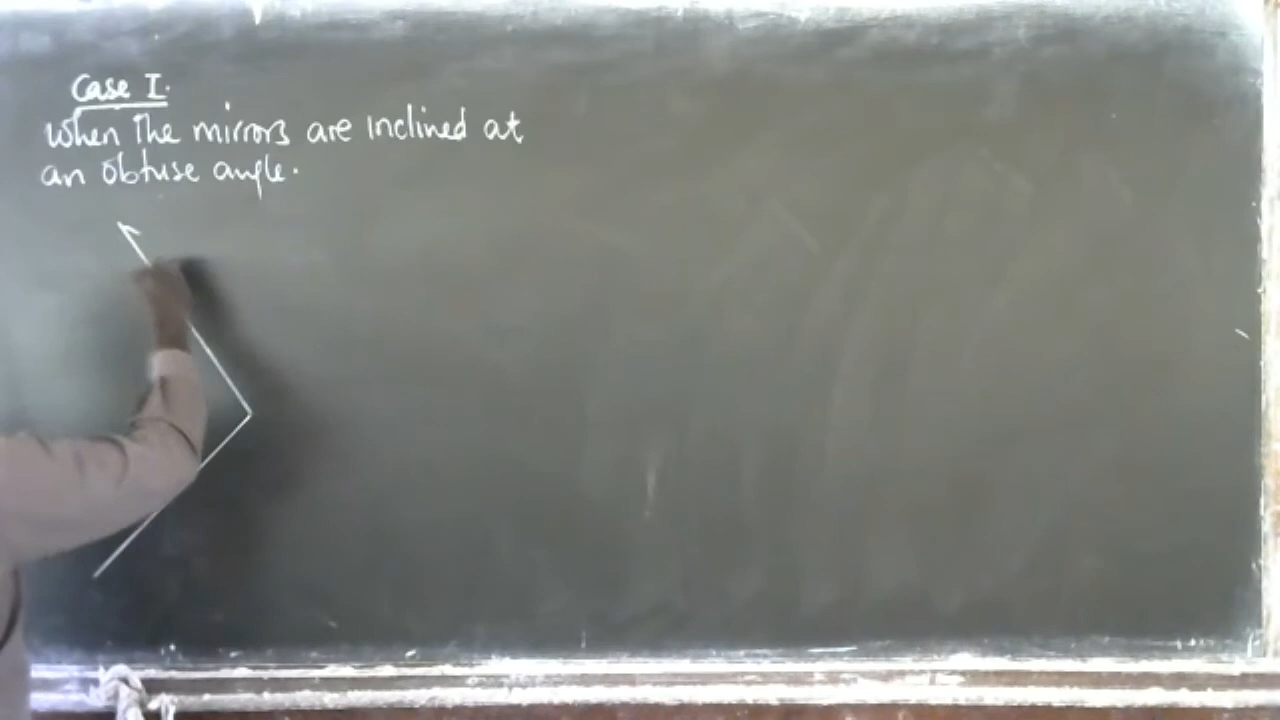 Case I.
When the mirrors are inclined at
an obtuse angle.